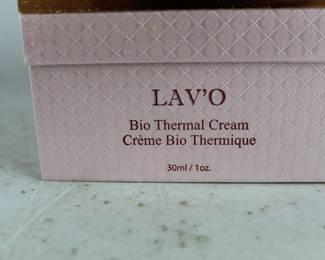 LAV'O
Bio Thermal Cream
Crème Bio Thermique
30ml / 1oz.